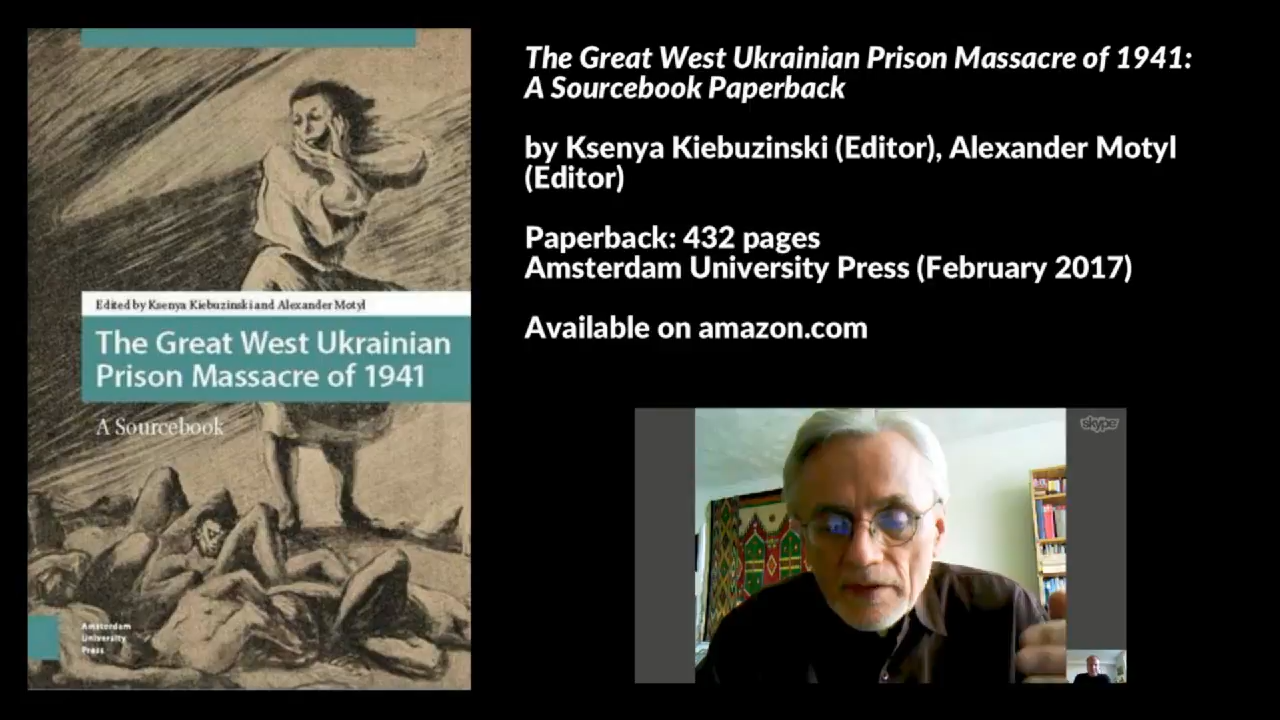 Edited by Ksenya Kiebuzinski and Alexander Motyl
The Great West Ukrainian
Prison Massacre of 1941
A Sourcebook
Amsterdam
University
Press
The Great West Ukrainian Prison Massacre of 1941:
A Sourcebook Paperback
by Ksenya Kiebuzinski (Editor), Alexander Motyl
(Editor)
Paperback: 432 pages
Amsterdam University Press (February 2017)
Available on amazon.com
skype